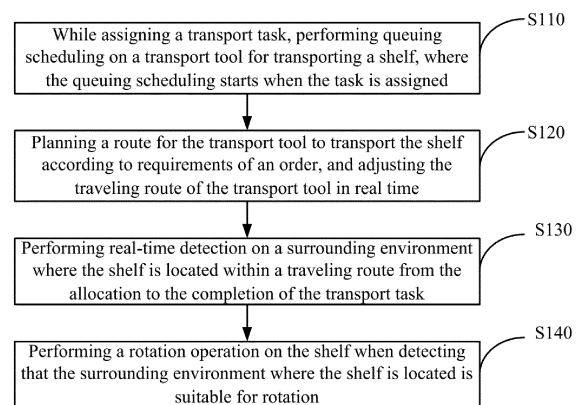 S110
While assigning a transport task, performing queuing
scheduling on a transport tool for transporting a shelf, where
the queuing scheduling starts when the task is assigned
S120
Planning a route for the transport tool to transport the shelf
according to requirements of an order, and adjusting the
traveling route of the transport tool in real time
S130
Performing real-time detection on a surrounding environment
where the shelf is located within a traveling route from the
allocation to the completion of the transport task
S140
Performing a rotation operation on the shelf when detecting
that the surrounding environment where the shelf is located is
suitable for rotation